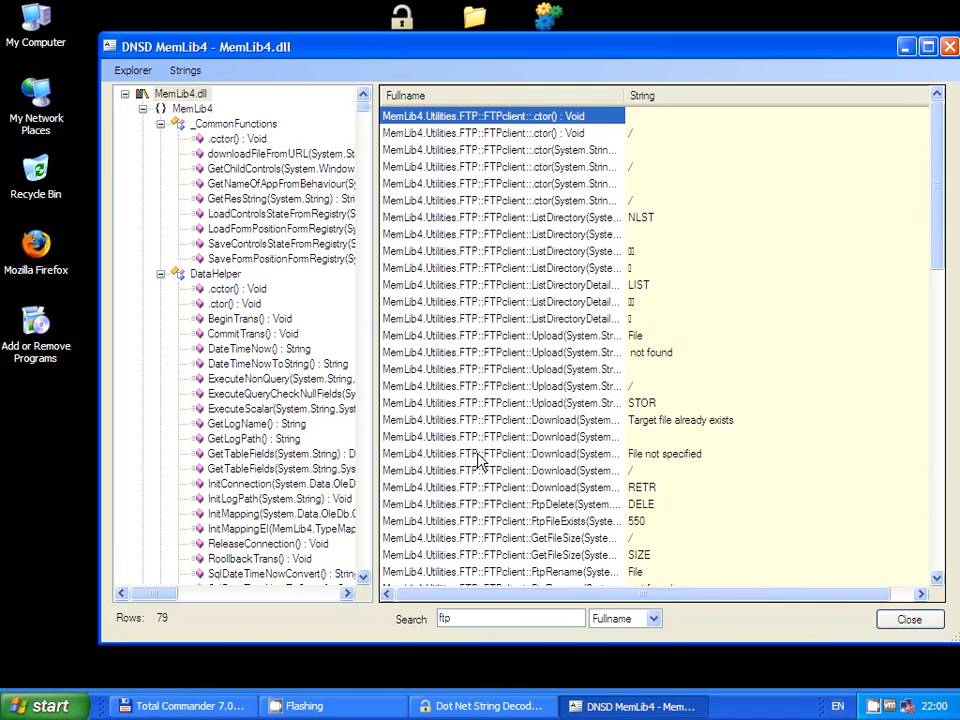 DNSD MemLib4 - MemLib4.dll
Explorer Strings
My Computer
My Network
Places
Recycle Bin
Mozilla Firefox
Add or Remove
Programs
MemLib4.dll
{} MemLib4
_CommonFunctions
.cctor() : Void
downloadFileFromURL(System.St
GetChildControls(System.Window
GetNameOfAppFromBehaviour(S
GetResString(System.String) : Stri
LoadControlsStateFromRegistry(S
LoadFormPositionFormRegistry(S
SaveControlsStateFromRegistry(S
SaveFormPositionFormRegistry(S
DataHelper
.cctor() : Void
.ctor() : Void
BeginTrans() : Void
CommitTrans() : Void
DateTimeNow() : String
DateTimeNowToString() : String
ExecuteNonQuery(System.String,
ExecuteQueryCheckNullFields(Sy
ExecuteScalar(System.String,Syst
GetLogName() : String
GetLogPath() : String
GetTableFields(System.String) : D
GetTableFields(System.String,Sys
InitConnection(System.Data.OleD
InitLogPath(System.String) : Void
InitMapping(System.Data.OleDb.C
InitMappingEl(MemLib4.TypeMap
ReleaseConnection() : Void
RoollbackTrans() : Void
SqlDateTimeNowConvert() : String
Fullname String
MemLib4.Utilities.FTP::FTPclient::.ctor() : Void
MemLib4.Utilities.FTP::FTPclient::.ctor() : Void /
MemLib4.Utilities.FTP::FTPclient::.ctor(System.Strin...
MemLib4.Utilities.FTP::FTPclient::.ctor(System.Strin... /
MemLib4.Utilities.FTP::FTPclient::.ctor(System.Strin...
MemLib4.Utilities.FTP::FTPclient::.ctor(System.Strin... /
MemLib4.Utilities.FTP::FTPclient::ListDirectory(Syste... NLST
MemLib4.Utilities.FTP::FTPclient::ListDirectory(Syste...
MemLib4.Utilities.FTP::FTPclient::ListDirectory(Syste... ▯▯
MemLib4.Utilities.FTP::FTPclient::ListDirectory(Syste... ▯
MemLib4.Utilities.FTP::FTPclient::ListDirectoryDetail... LIST
MemLib4.Utilities.FTP::FTPclient::ListDirectoryDetail... ▯▯
MemLib4.Utilities.FTP::FTPclient::ListDirectoryDetail... ▯
MemLib4.Utilities.FTP::FTPclient::Upload(System.Str... File
MemLib4.Utilities.FTP::FTPclient::Upload(System.Str... not found
MemLib4.Utilities.FTP::FTPclient::Upload(System.Str...
MemLib4.Utilities.FTP::FTPclient::Upload(System.Str... /
MemLib4.Utilities.FTP::FTPclient::Upload(System.Str... STOR
MemLib4.Utilities.FTP::FTPclient::Download(System... Target file already exists
MemLib4.Utilities.FTP::FTPclient::Download(System...
MemLib4.Utilities.FTP::FTPclient::Download(System... File not specified
MemLib4.Utilities.FTP::FTPclient::Download(System... /
MemLib4.Utilities.FTP::FTPclient::Download(System... RETR
MemLib4.Utilities.FTP::FTPclient::FtpDelete(System.... DELE
MemLib4.Utilities.FTP::FTPclient::FtpFileExists(Syste... 550
MemLib4.Utilities.FTP::FTPclient::GetFileSize(Syste... /
MemLib4.Utilities.FTP::FTPclient::GetFileSize(Syste... SIZE
MemLib4.Utilities.FTP::FTPclient::FtpRename(Syste... File
Rows: 79 Search ftp Fullname Close
start Total Commander 7.0... Flashing Dot Net String Decod... DNSD MemLib4 - Mem... EN 22:00